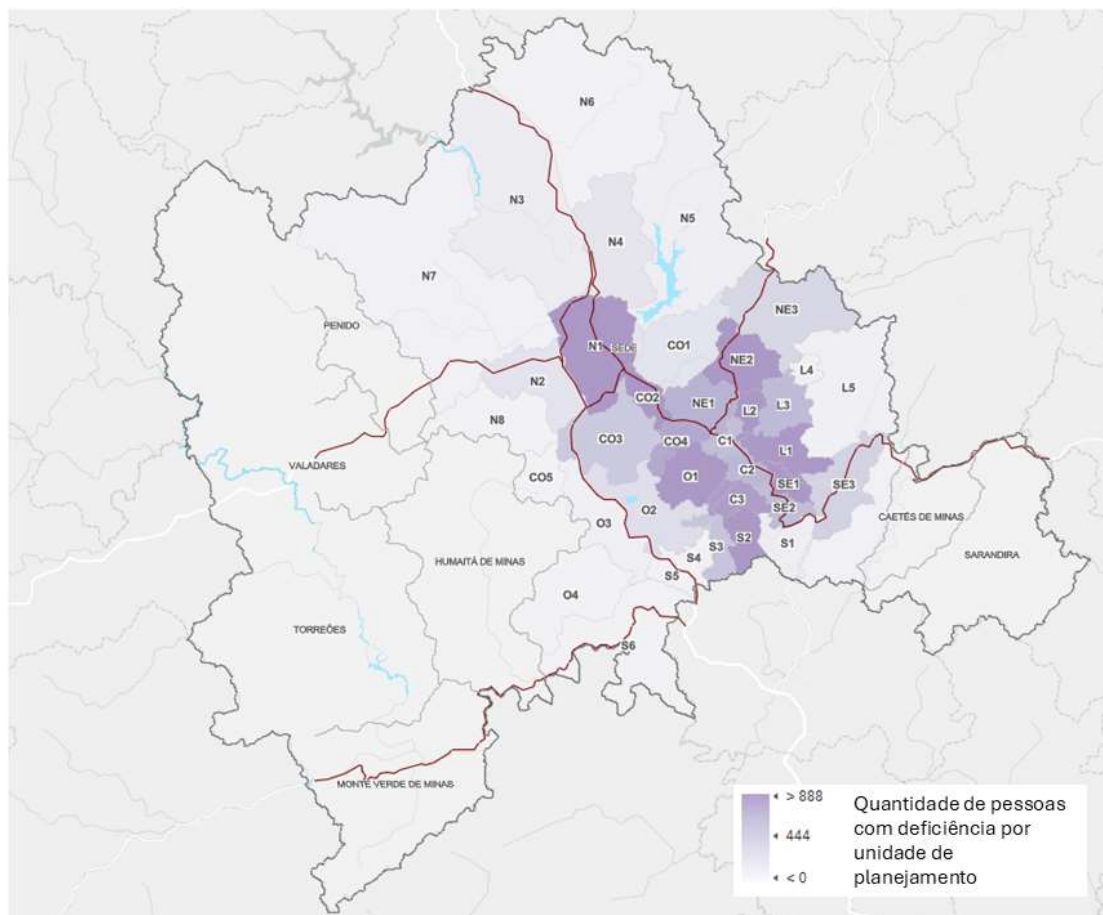 N6
N3
N5
N4
N7
NE3
PENIDO
N1
SEDE
CO1
NE2
L4
L5
N2
CO2
NE1
L2
L3
N8
CO3
CO4
C1
L1
VALADARES
CO5
O1
C2
SE1
SE3
C3
SE2
O2
CAETÉS DE MINAS
O3
S2
S1
HUMAITÁ DE MINAS
S4
S3
SARANDIRA
S5
O4
TORREÕES
S6
MONTE VERDE DE MINAS
> 888
444
< 0
Quantidade de pessoas
com deficiência por
unidade de
planejamento